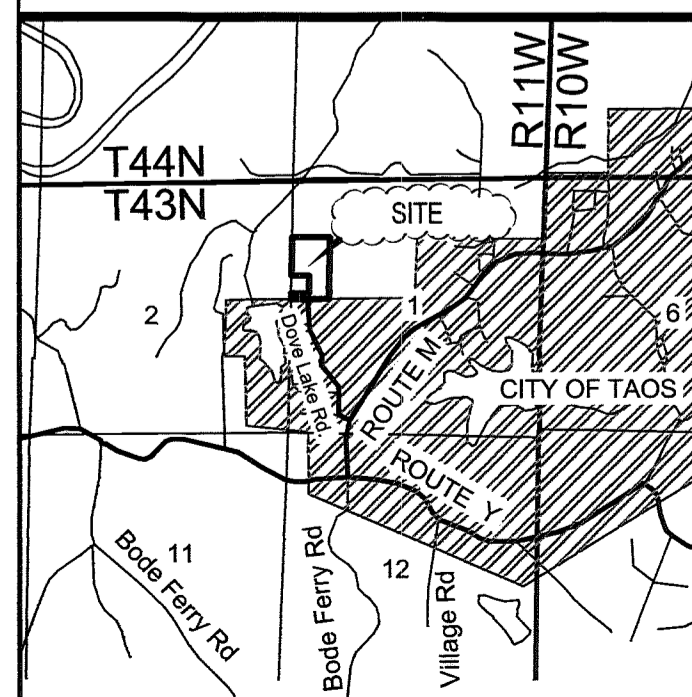 R11W
R10W
T44N
T43N
SITE
2
1
6
Dove Lake Rd
ROUTE M
CITY OF TAOS
ROUTE Y
11
Bode Ferry Rd
Bode Ferry Rd
12
Village Rd